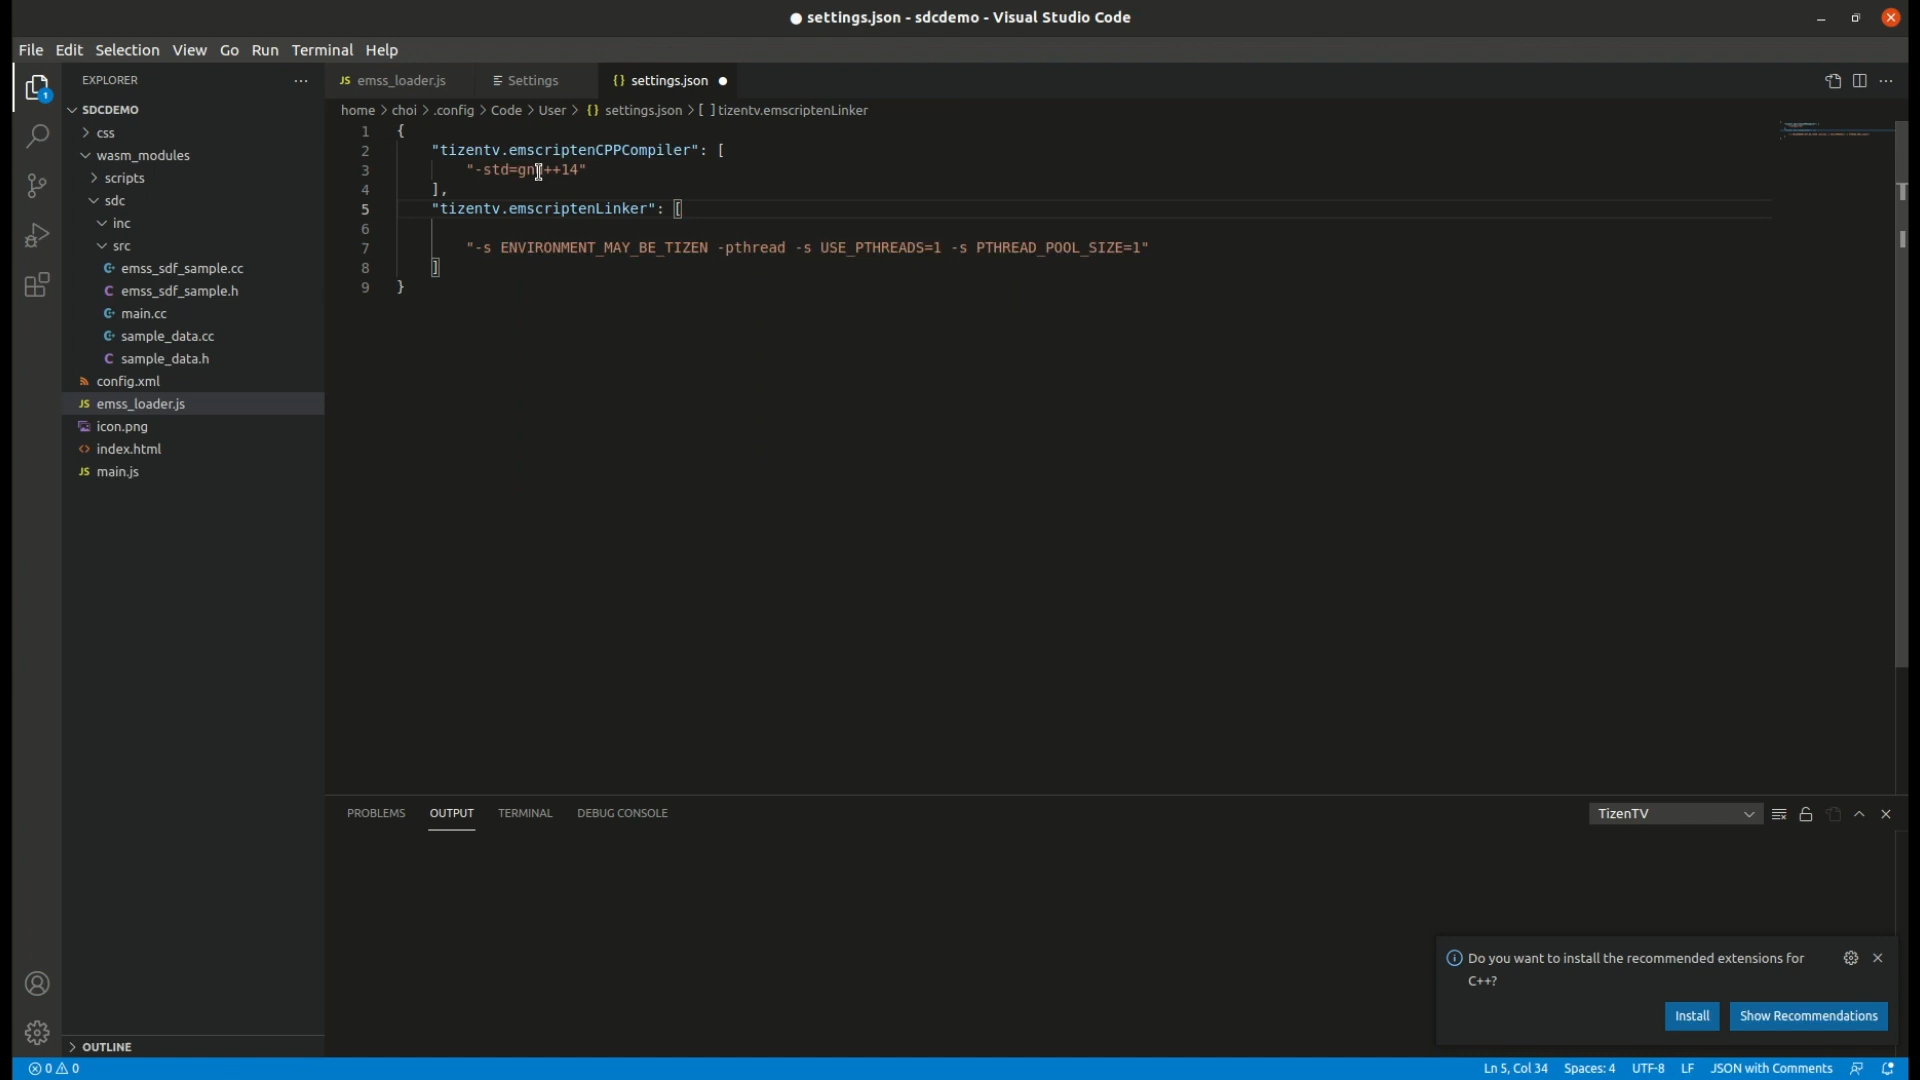 ● settings.json - sdcdemo - Visual Studio Code
File Edit Selection View Go Run Terminal Help
EXPLORER
JS emss_loader.js
Settings
{} settings.json ●
home > choi > .config > Code > User > {} settings.json > [ ] tizentv.emscriptenLinker
SDCDEMO
css
wasm_modules
scripts
sdc
inc
src
emss_sdf_sample.cc
C emss_sdf_sample.h
main.cc
sample_data.cc
C sample_data.h
config.xml
JS emss_loader.js
icon.png
<> index.html
JS main.js
OUTLINE
1 {
2 "tizentv.emscriptenCPPCompiler": [
3 "-std=gnu++14"
4 ],
5 "tizentv.emscriptenLinker": [
6
7 "-s ENVIRONMENT_MAY_BE_TIZEN -pthread -s USE_PTHREADS=1 -s PTHREAD_POOL_SIZE=1"
8 ]
9 }
PROBLEMS OUTPUT TERMINAL DEBUG CONSOLE
TizenTV
Do you want to install the recommended extensions for
C++?
Install
Show Recommendations
0 0
Ln 5, Col 34 Spaces: 4 UTF-8 LF JSON with Comments